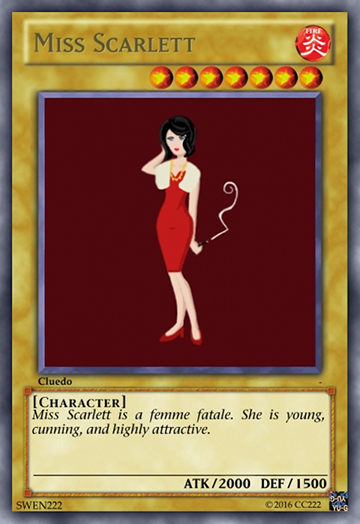 Miss Scarlett
FIRE
炎
Cluedo
-
[Character]
Miss Scarlett is a femme fatale. She is young,
cunning, and highly attractive.
ATK/2000 DEF/1500
SWEN222
©2016 CC222